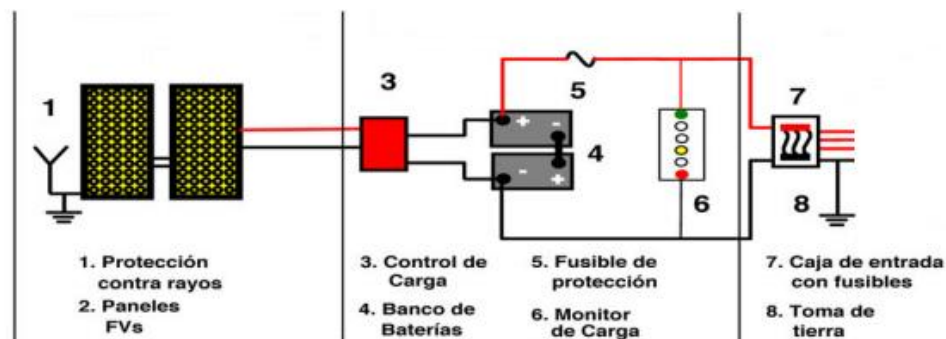 1
3
5
4
6
7
8
+
-
-
+
1. Protección
contra rayos
2. Paneles
FVs
3. Control de
Carga
4. Banco de
Baterías
5. Fusible de
protección
6. Monitor
de Carga
7. Caja de entrada
con fusibles
8. Toma de
tierra